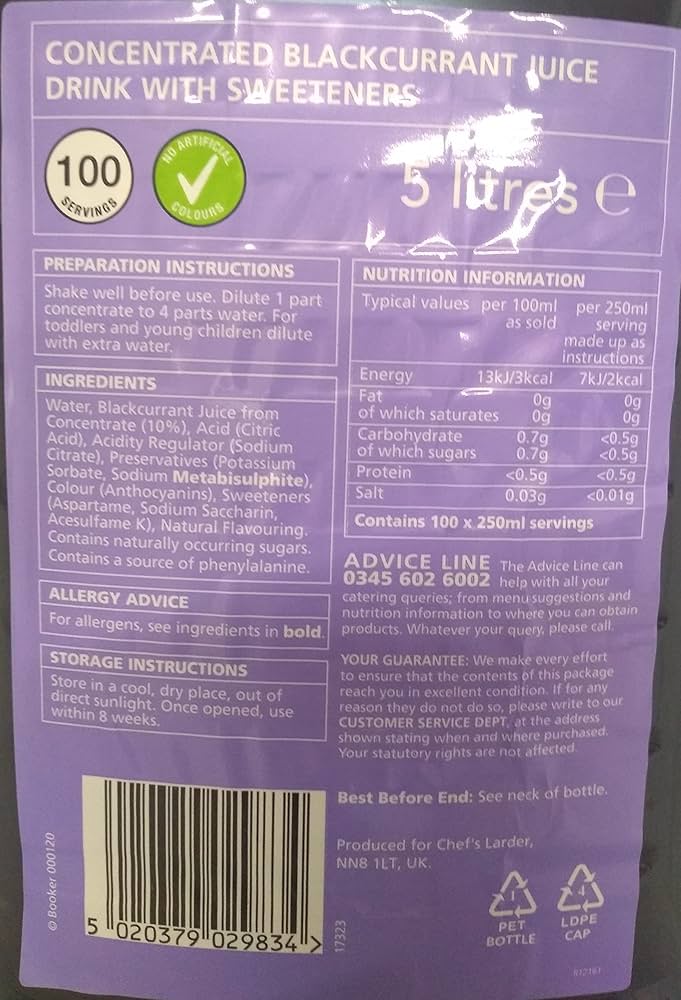 CONCENTRATED BLACKCURRANT JUICE
DRINK WITH SWEETENERS
100
SERVINGS
NO ARTIFICIAL
COLOURS
5 litres e
PREPARATION INSTRUCTIONS
Shake well before use. Dilute 1 part
concentrate to 4 parts water. For
toddlers and young children dilute
with extra water.
INGREDIENTS
Water, Blackcurrant Juice from
Concentrate (10%), Acid (Citric
Acid), Acidity Regulator (Sodium
Citrate), Preservatives (Potassium
Sorbate, Sodium Metabisulphite),
Colour (Anthocyanins), Sweeteners
(Aspartame, Sodium Saccharin,
Acesulfame K), Natural Flavouring.
Contains naturally occurring sugars.
Contains a source of phenylalanine.
ALLERGY ADVICE
For allergens, see ingredients in bold.
STORAGE INSTRUCTIONS
Store in a cool, dry place, out of
direct sunlight. Once opened, use
within 8 weeks.
NUTRITION INFORMATION
Typical values per 100ml per 250ml
as sold serving
made up as
instructions
Energy 13kJ/3kcal 7kJ/2kcal
Fat 0g 0g
of which saturates 0g 0g
Carbohydrate 0.7g <0.5g
of which sugars 0.7g <0.5g
Protein <0.5g <0.5g
Salt 0.03g <0.01g
Contains 100 x 250ml servings
ADVICE LINE The Advice Line can
0345 602 6002 help with all your
catering queries; from menu suggestions and
nutrition information to where you can obtain
products. Whatever your query, please call.
YOUR GUARANTEE: We make every effort
to ensure that the contents of this package
reach you in excellent condition. If for any
reason they do not do so, please write to our
CUSTOMER SERVICE DEPT. at the address
shown stating when and where purchased.
Your statutory rights are not affected.
Best Before End: See neck of bottle.
Produced for Chef's Larder,
NN8 1LT, UK.
© Booker 000120
5 020379 029834 >
17323
1
PET
BOTTLE
4
LDPE
CAP
R12161